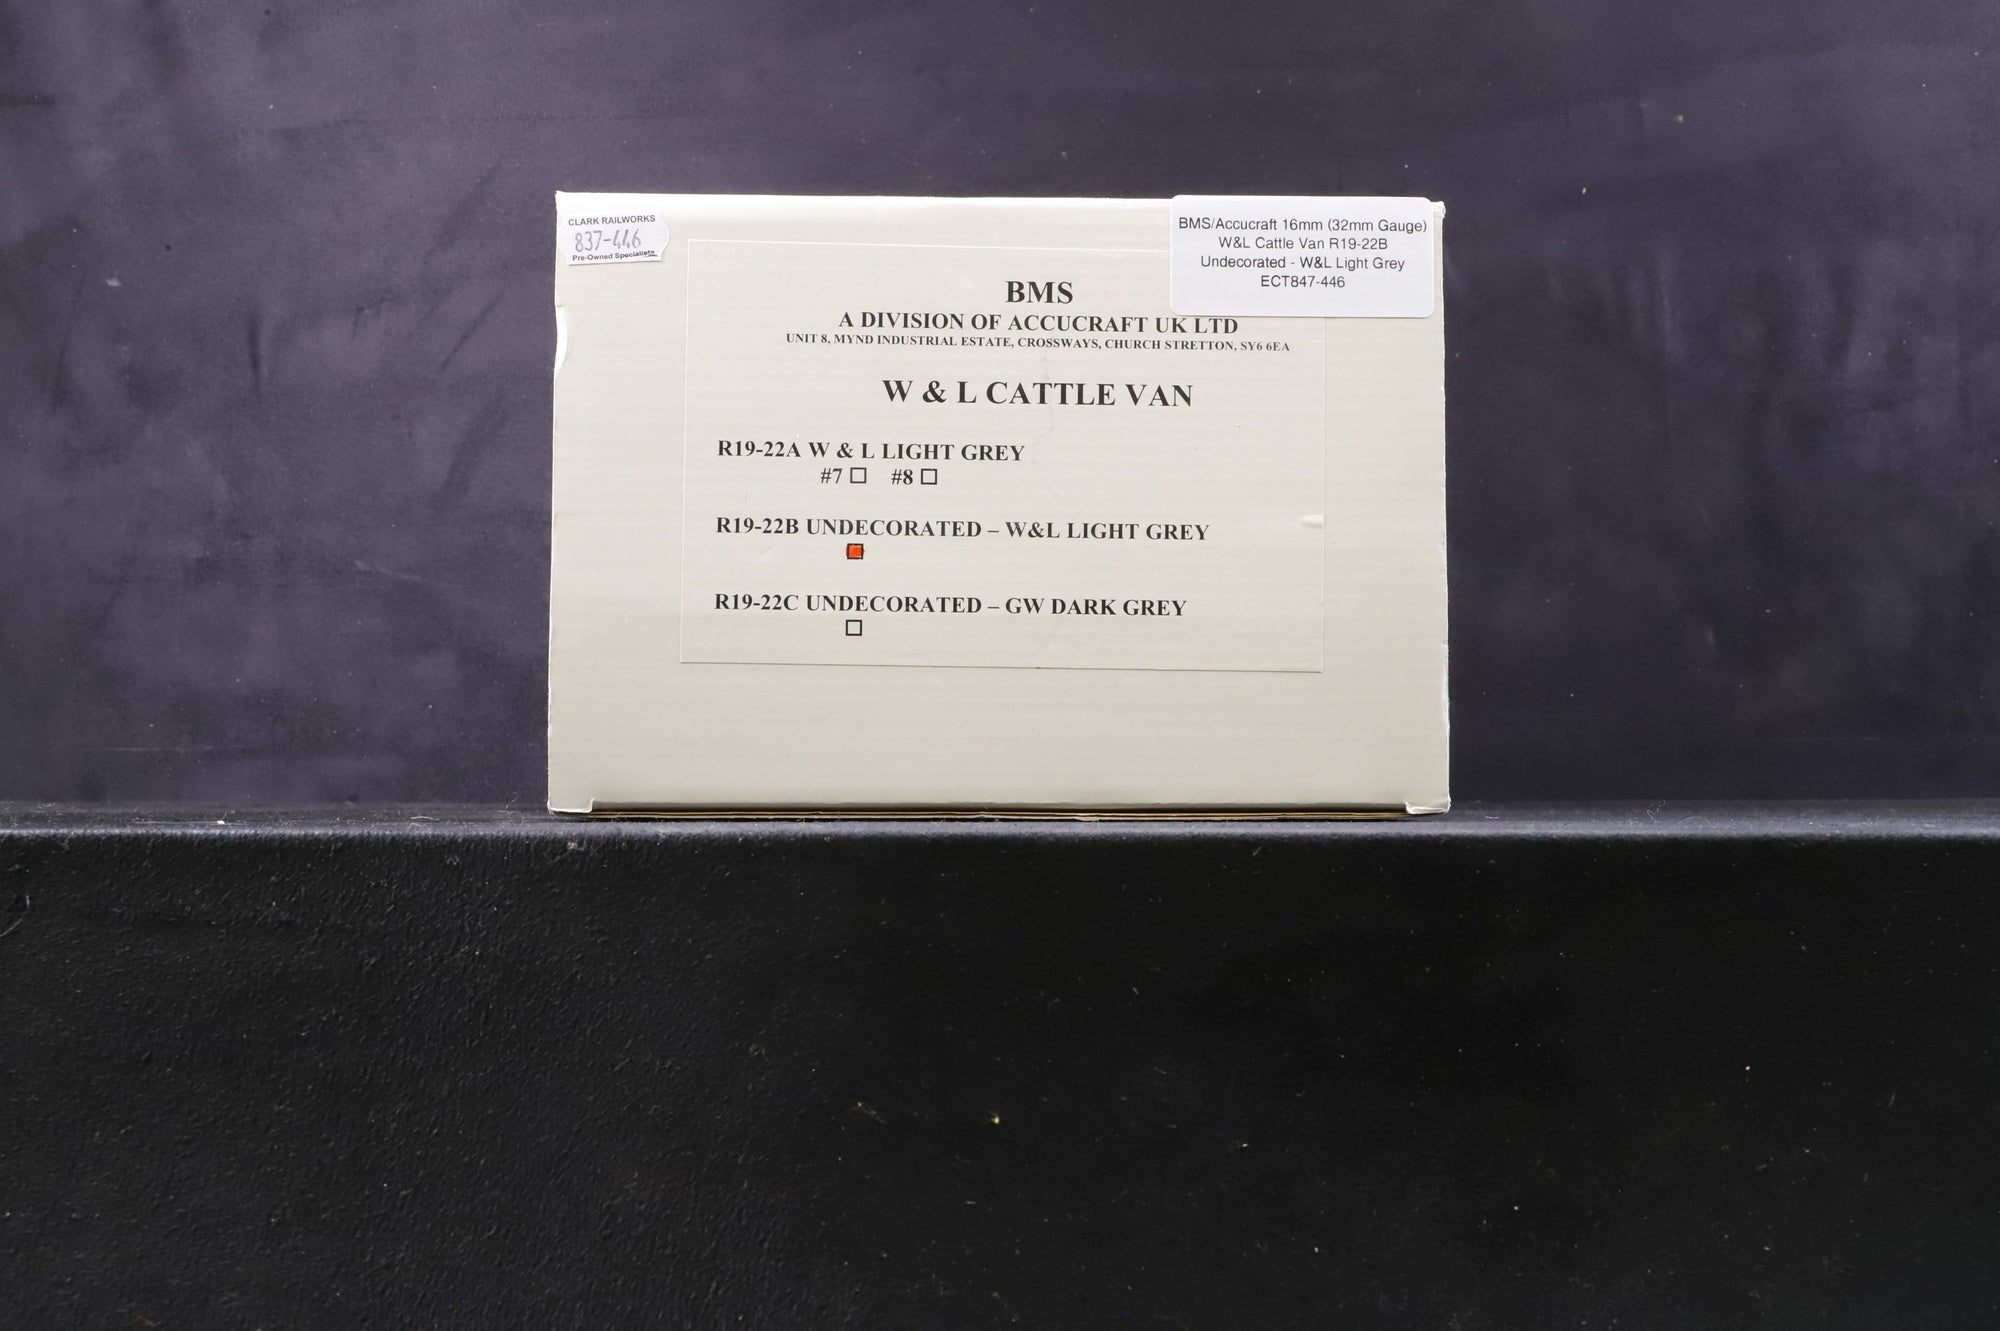 CLARK RAILWORKS
837-446
Pre-Owned Specialists
BMS/Accucraft 16mm (32mm Gauge)
W&L Cattle Van R19-22B
Undecorated - W&L Light Grey
ECT847-446
BMS
A DIVISION OF ACCUCRAFT UK LTD
UNIT 8, MYND INDUSTRIAL ESTATE, CROSSWAYS, CHURCH STRETTON, SY6 6EA
W & L CATTLE VAN
R19-22A W & L LIGHT GREY
#7 ☐ #8 ☐
R19-22B UNDECORATED – W&L LIGHT GREY
R19-22C UNDECORATED – GW DARK GREY